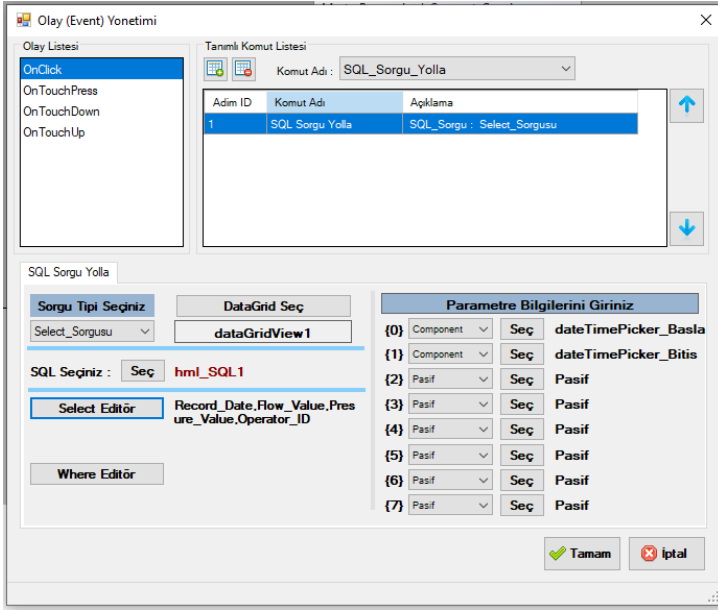 Olay (Event) Yonetimi
Olay Listesi
OnClick
OnTouchPress
OnTouchDown
OnTouchUp
Tanımlı Komut Listesi
Komut Adı : SQL_Sorgu_Yolla
Adim ID Komut Adı Açıklama
1 SQL Sorgu Yolla SQL_Sorgu : Select_Sorgusu
SQL Sorgu Yolla
Sorgu Tipi Seçiniz DataGrid Seç
Select_Sorgusu dataGridView1
SQL Seçiniz : Seç hml_SQL1
Select Editör Record_Date,Flow_Value,Pres
ure_Value,Operator_ID
Where Editör
Parametre Bilgilerini Giriniz
{0} Component Seç dateTimePicker_Basla
{1} Component Seç dateTimePicker_Bitis
{2} Pasif Seç Pasif
{3} Pasif Seç Pasif
{4} Pasif Seç Pasif
{5} Pasif Seç Pasif
{6} Pasif Seç Pasif
{7} Pasif Seç Pasif
Tamam İptal